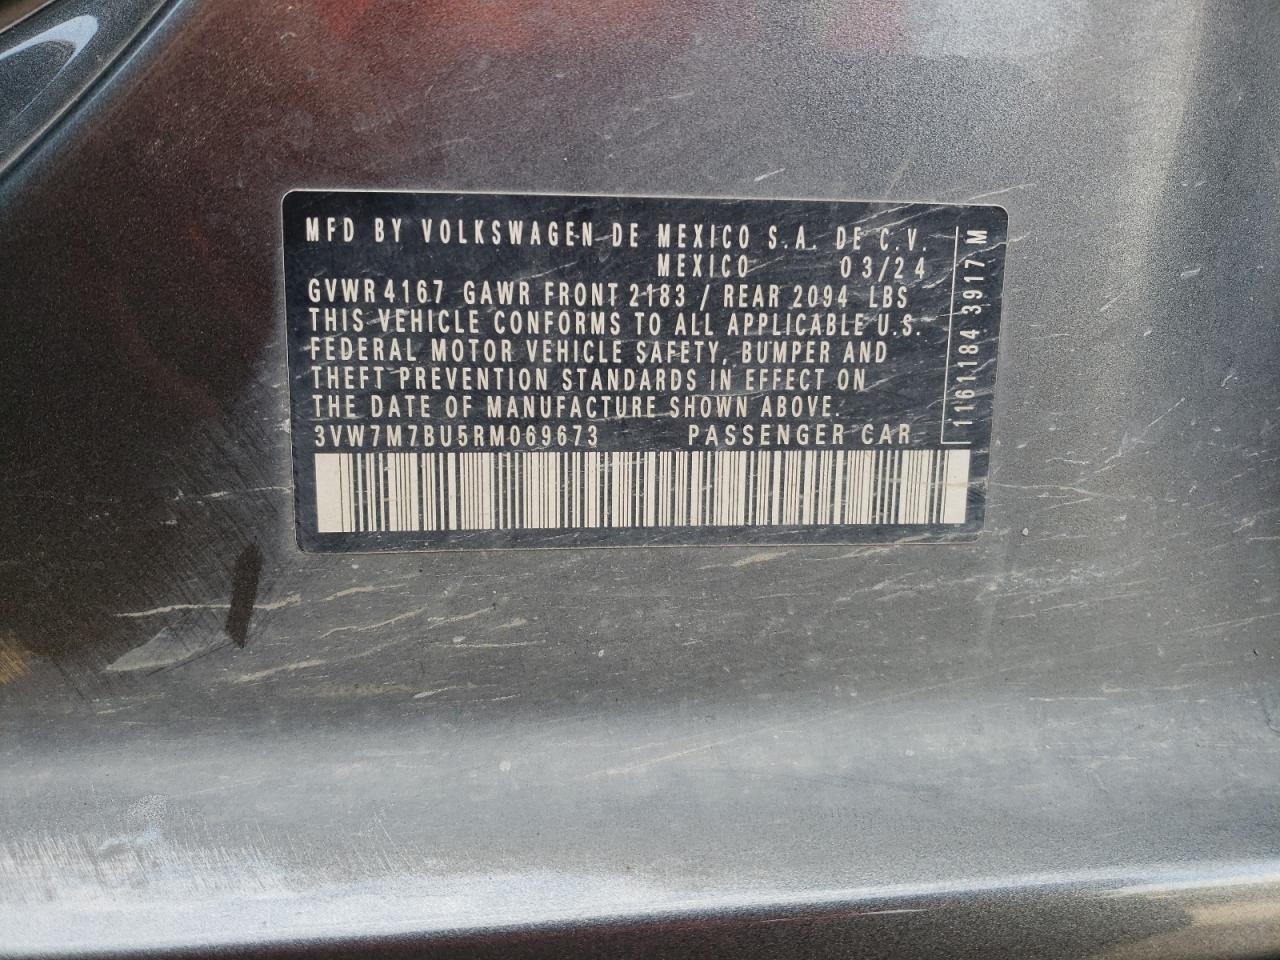 MFD BY VOLKSWAGEN DE MEXICO S.A. DE C.V.
MEXICO 03/24
GVWR 4167 GAWR FRONT 2183 / REAR 2094 LBS
THIS VEHICLE CONFORMS TO ALL APPLICABLE U.S.
FEDERAL MOTOR VEHICLE SAFETY, BUMPER AND
THEFT PREVENTION STANDARDS IN EFFECT ON
THE DATE OF MANUFACTURE SHOWN ABOVE.
3VW7M7BU5RM069673 PASSENGER CAR
1161184 3917 M